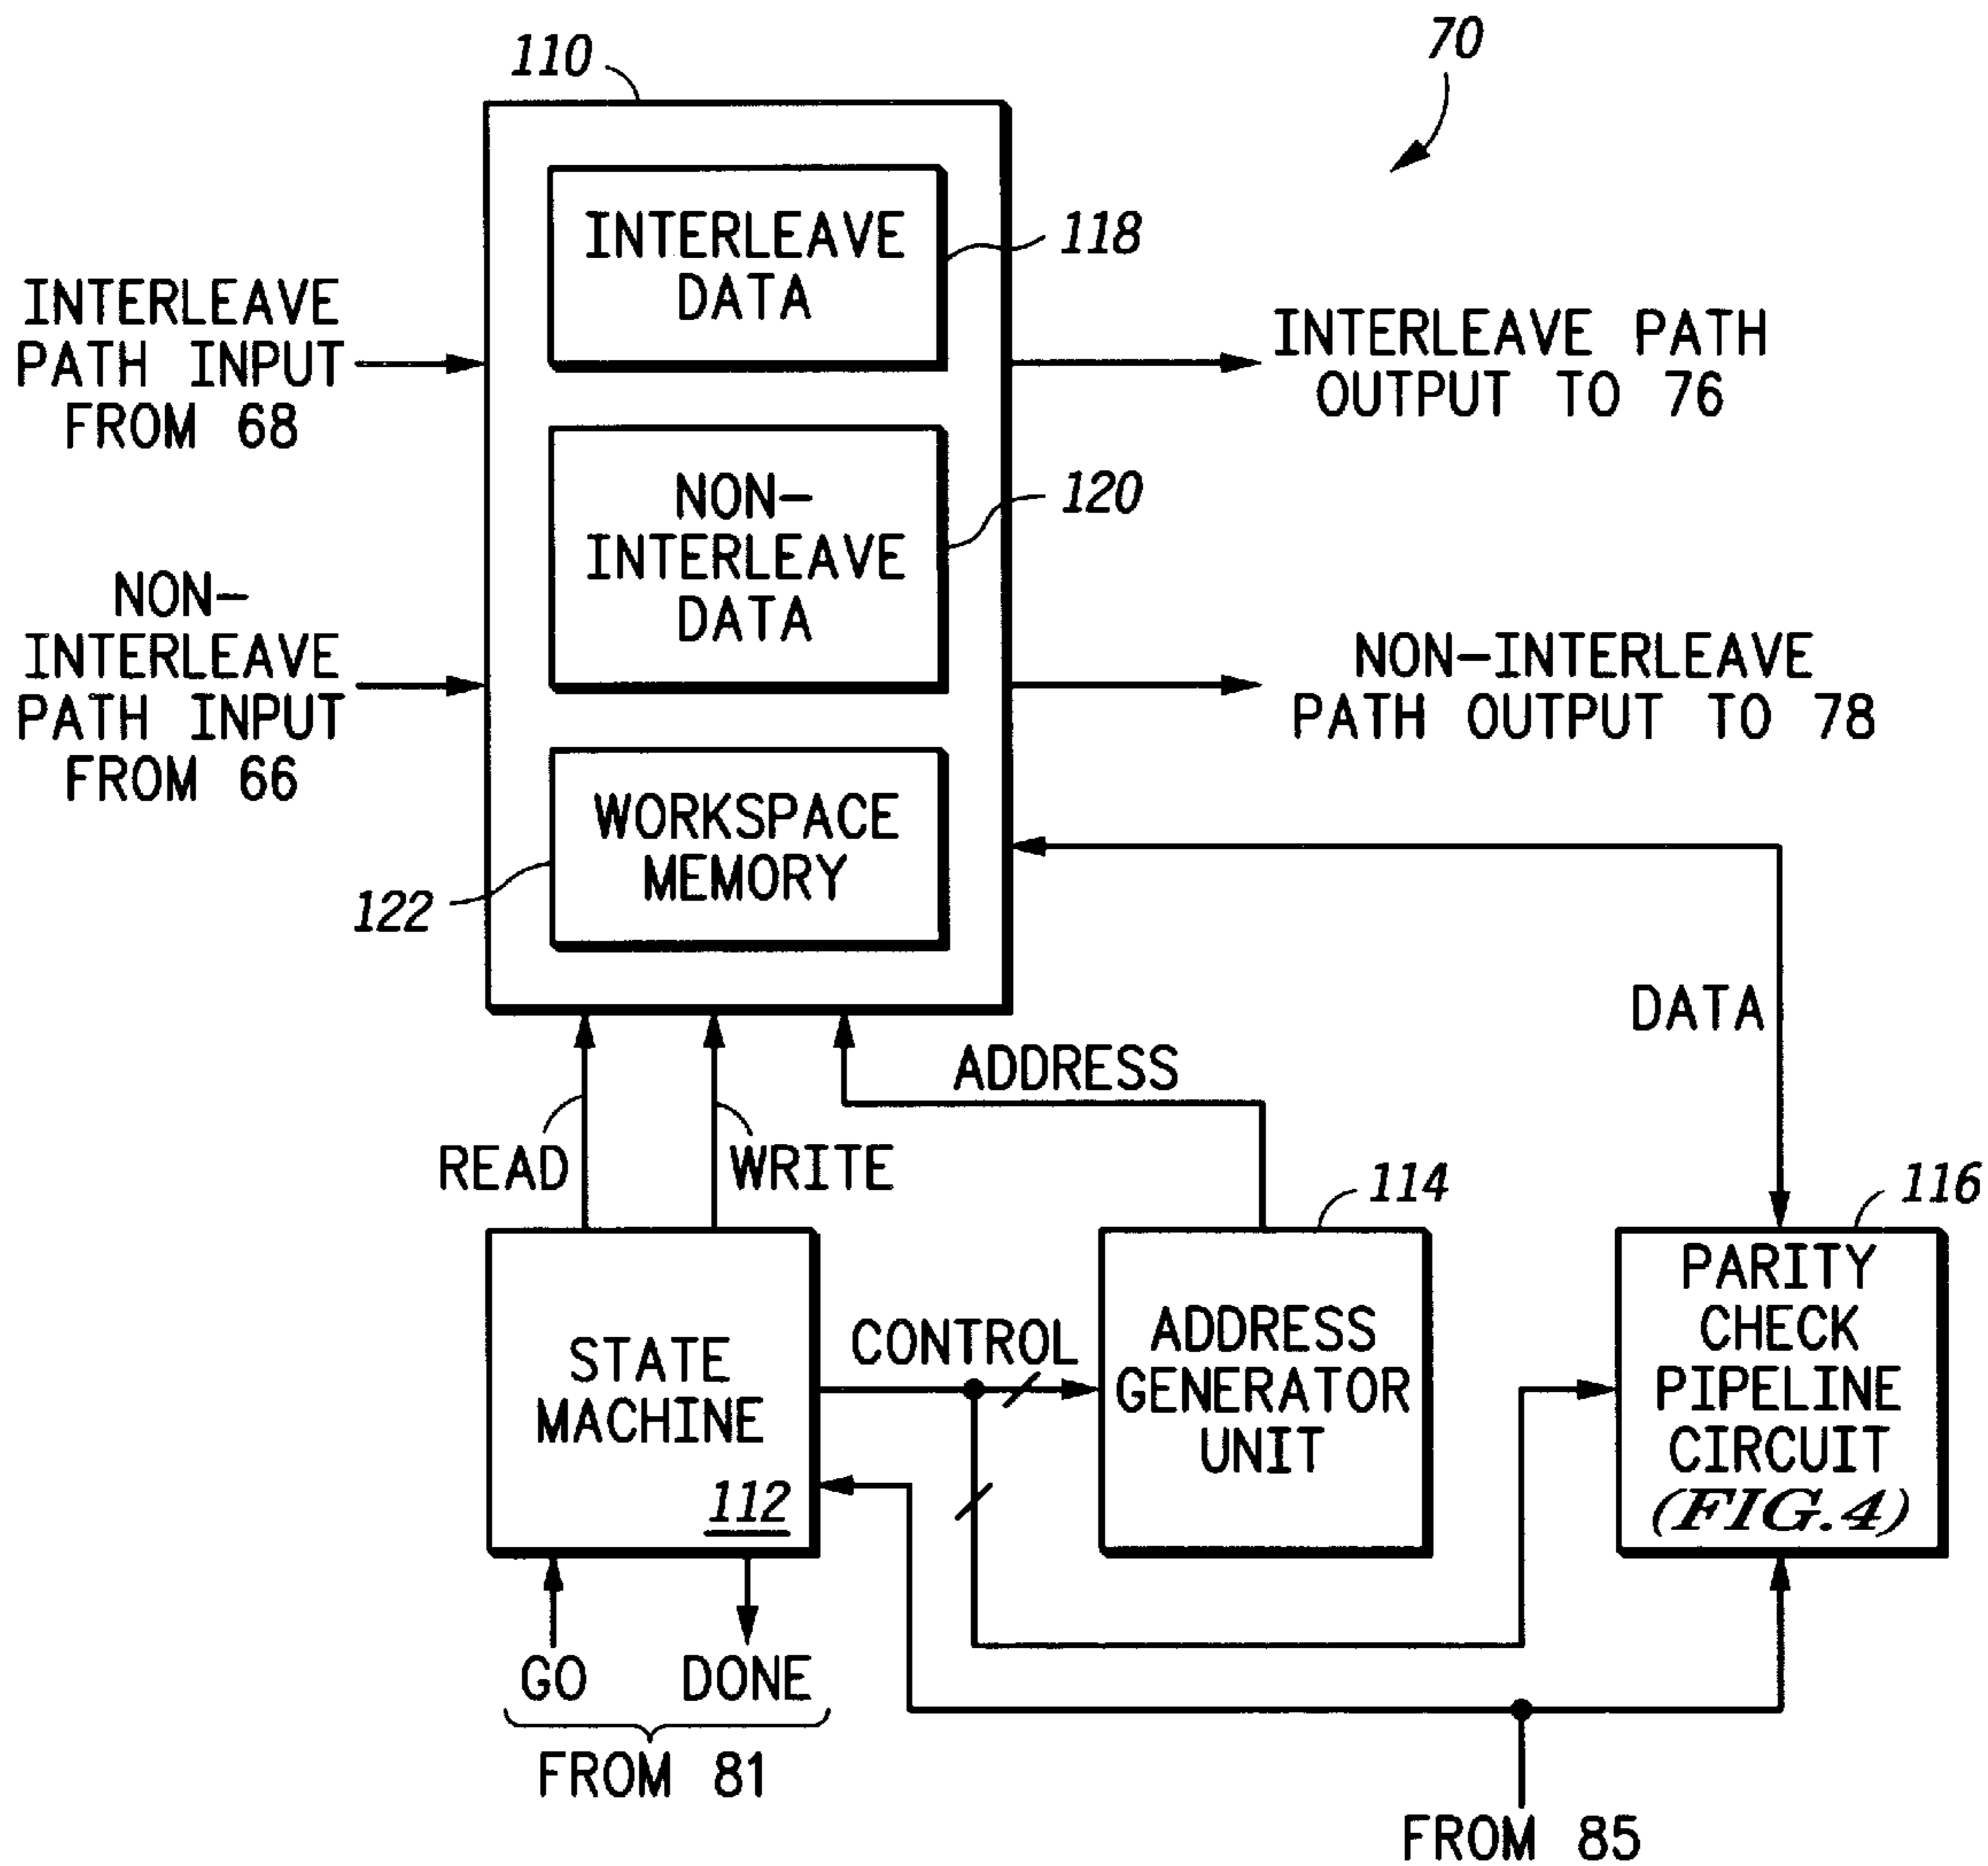 110
70
INTERLEAVE
DATA
118
INTERLEAVE
PATH INPUT
FROM 68
INTERLEAVE PATH
OUTPUT TO 76
NON-
INTERLEAVE
DATA
120
NON-
INTERLEAVE
PATH INPUT
FROM 66
NON-INTERLEAVE
PATH OUTPUT TO 78
WORKSPACE
MEMORY
122
DATA
ADDRESS
READ
WRITE
114
116
STATE
MACHINE
112
CONTROL
ADDRESS
GENERATOR
UNIT
PARITY
CHECK
PIPELINE
CIRCUIT
(FIG.4)
GO
DONE
FROM 81
FROM 85